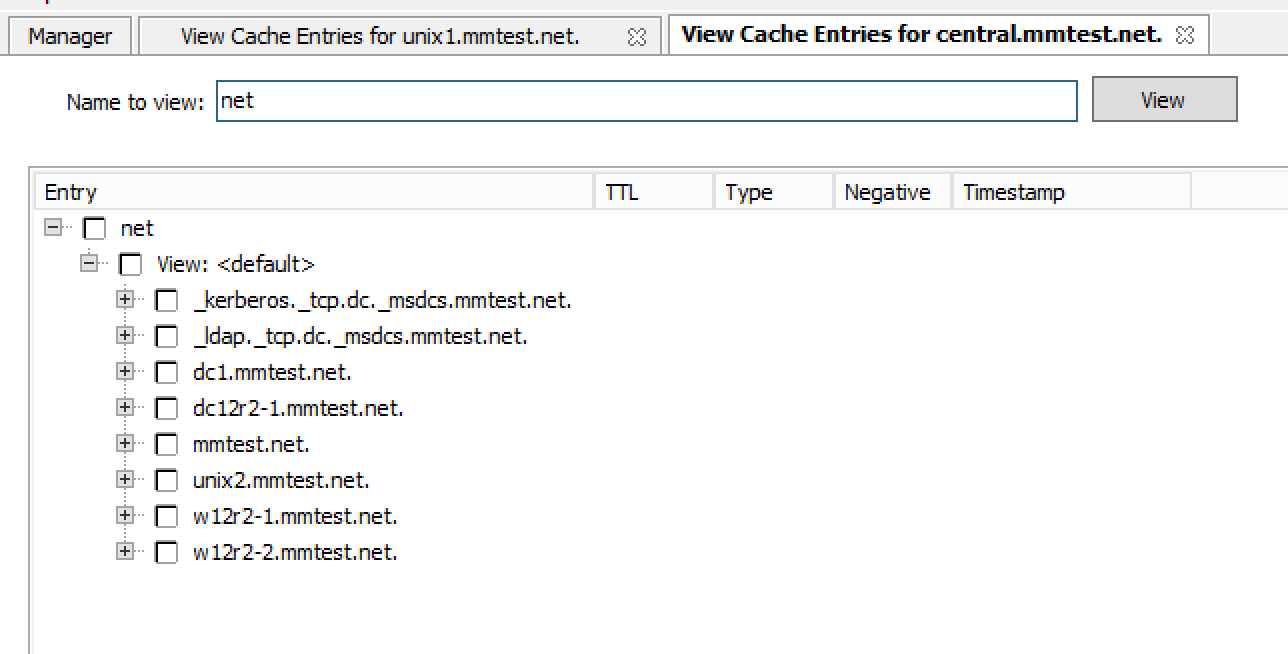 Manager View Cache Entries for unix1.mmtest.net. View Cache Entries for central.mmtest.net.
Name to view: net View
Entry TTL Type Negative Timestamp
net
View: <default>
_kerberos._tcp.dc._msdcs.mmtest.net.
_ldap._tcp.dc._msdcs.mmtest.net.
dc1.mmtest.net.
dc12r2-1.mmtest.net.
mmtest.net.
unix2.mmtest.net.
w12r2-1.mmtest.net.
w12r2-2.mmtest.net.